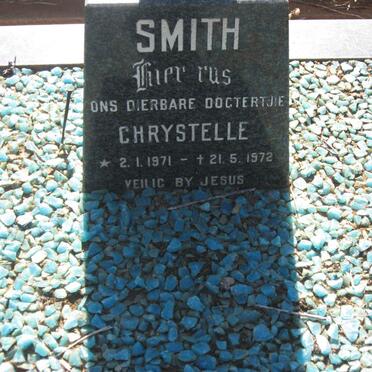 SMITH
Hier rus
ONS DIERBARE DOGTERTJIE
CHRYSTELLE
★ 2.1.1971 – ✝ 21.5.1972
VEILIG BY JESUS